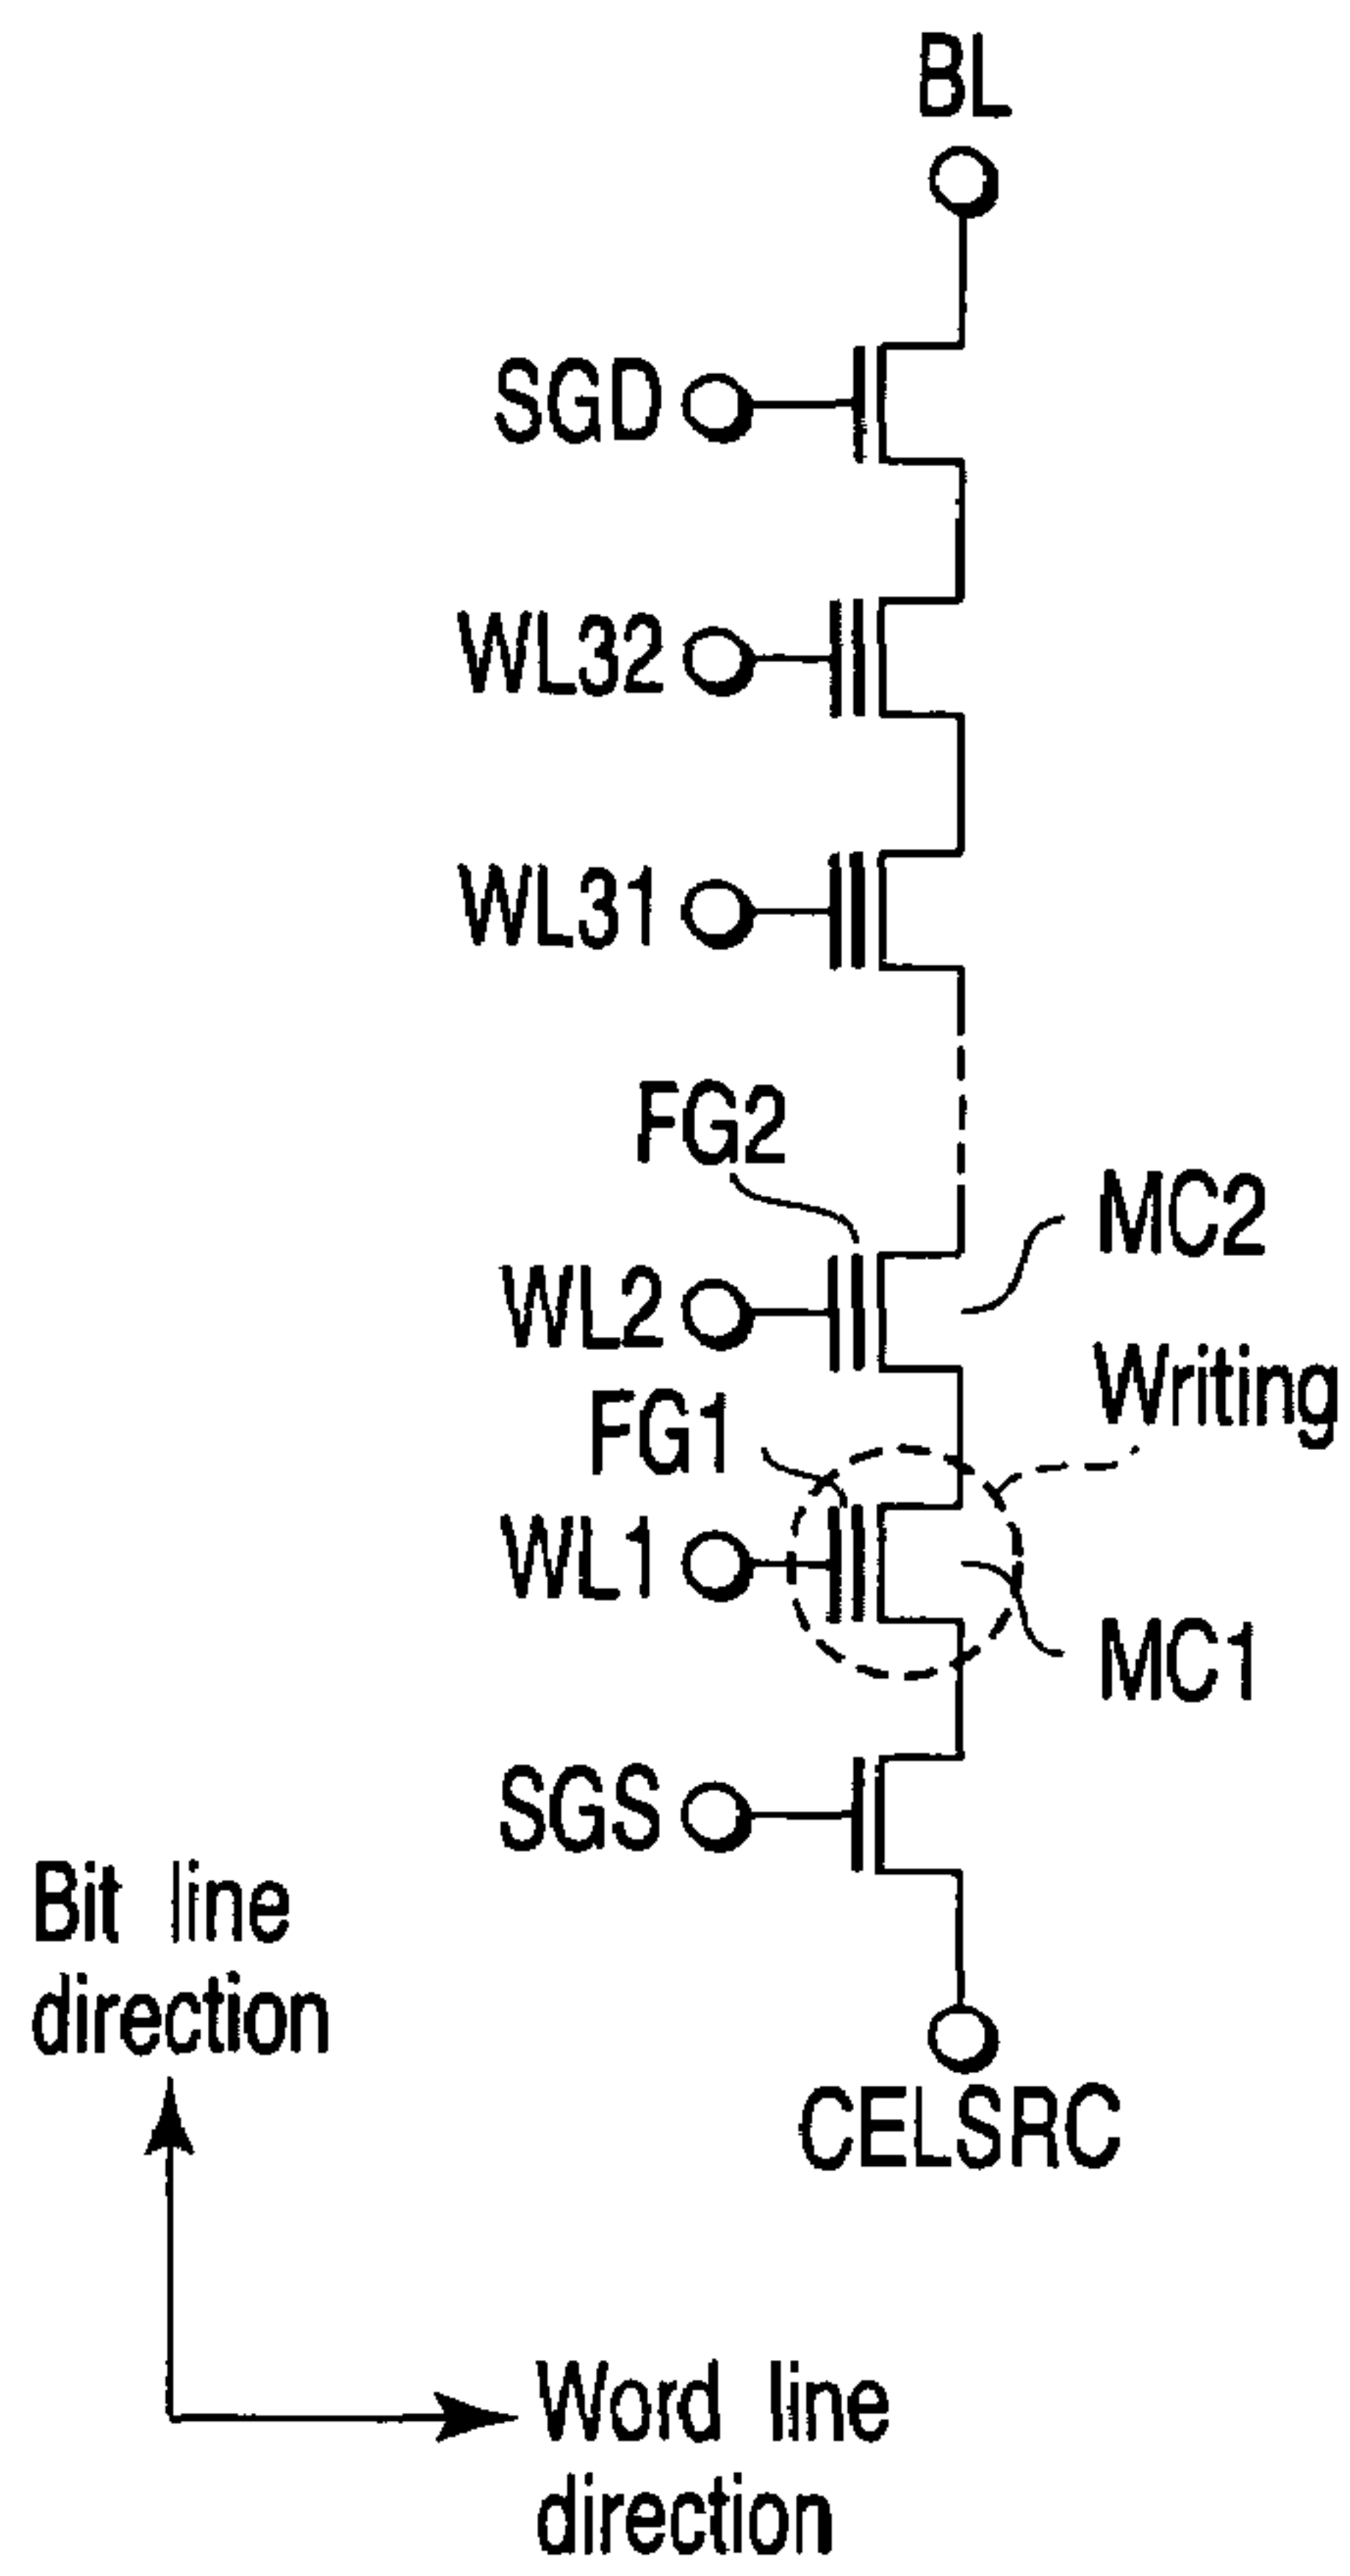 BL
SGD
WL32
WL31
FG2
MC2
WL2
Writing
FG1
WL1
MC1
SGS
Bit line
direction
CELSRC
Word line
direction